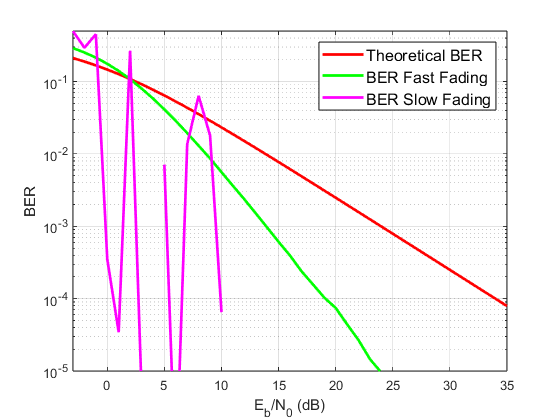 Theoretical BER
BER Fast Fading
BER Slow Fading
10^-1
10^-2
10^-3
10^-4
10^-5
BER
0 5 10 15 20 25 30 35
E_b/N_0 (dB)